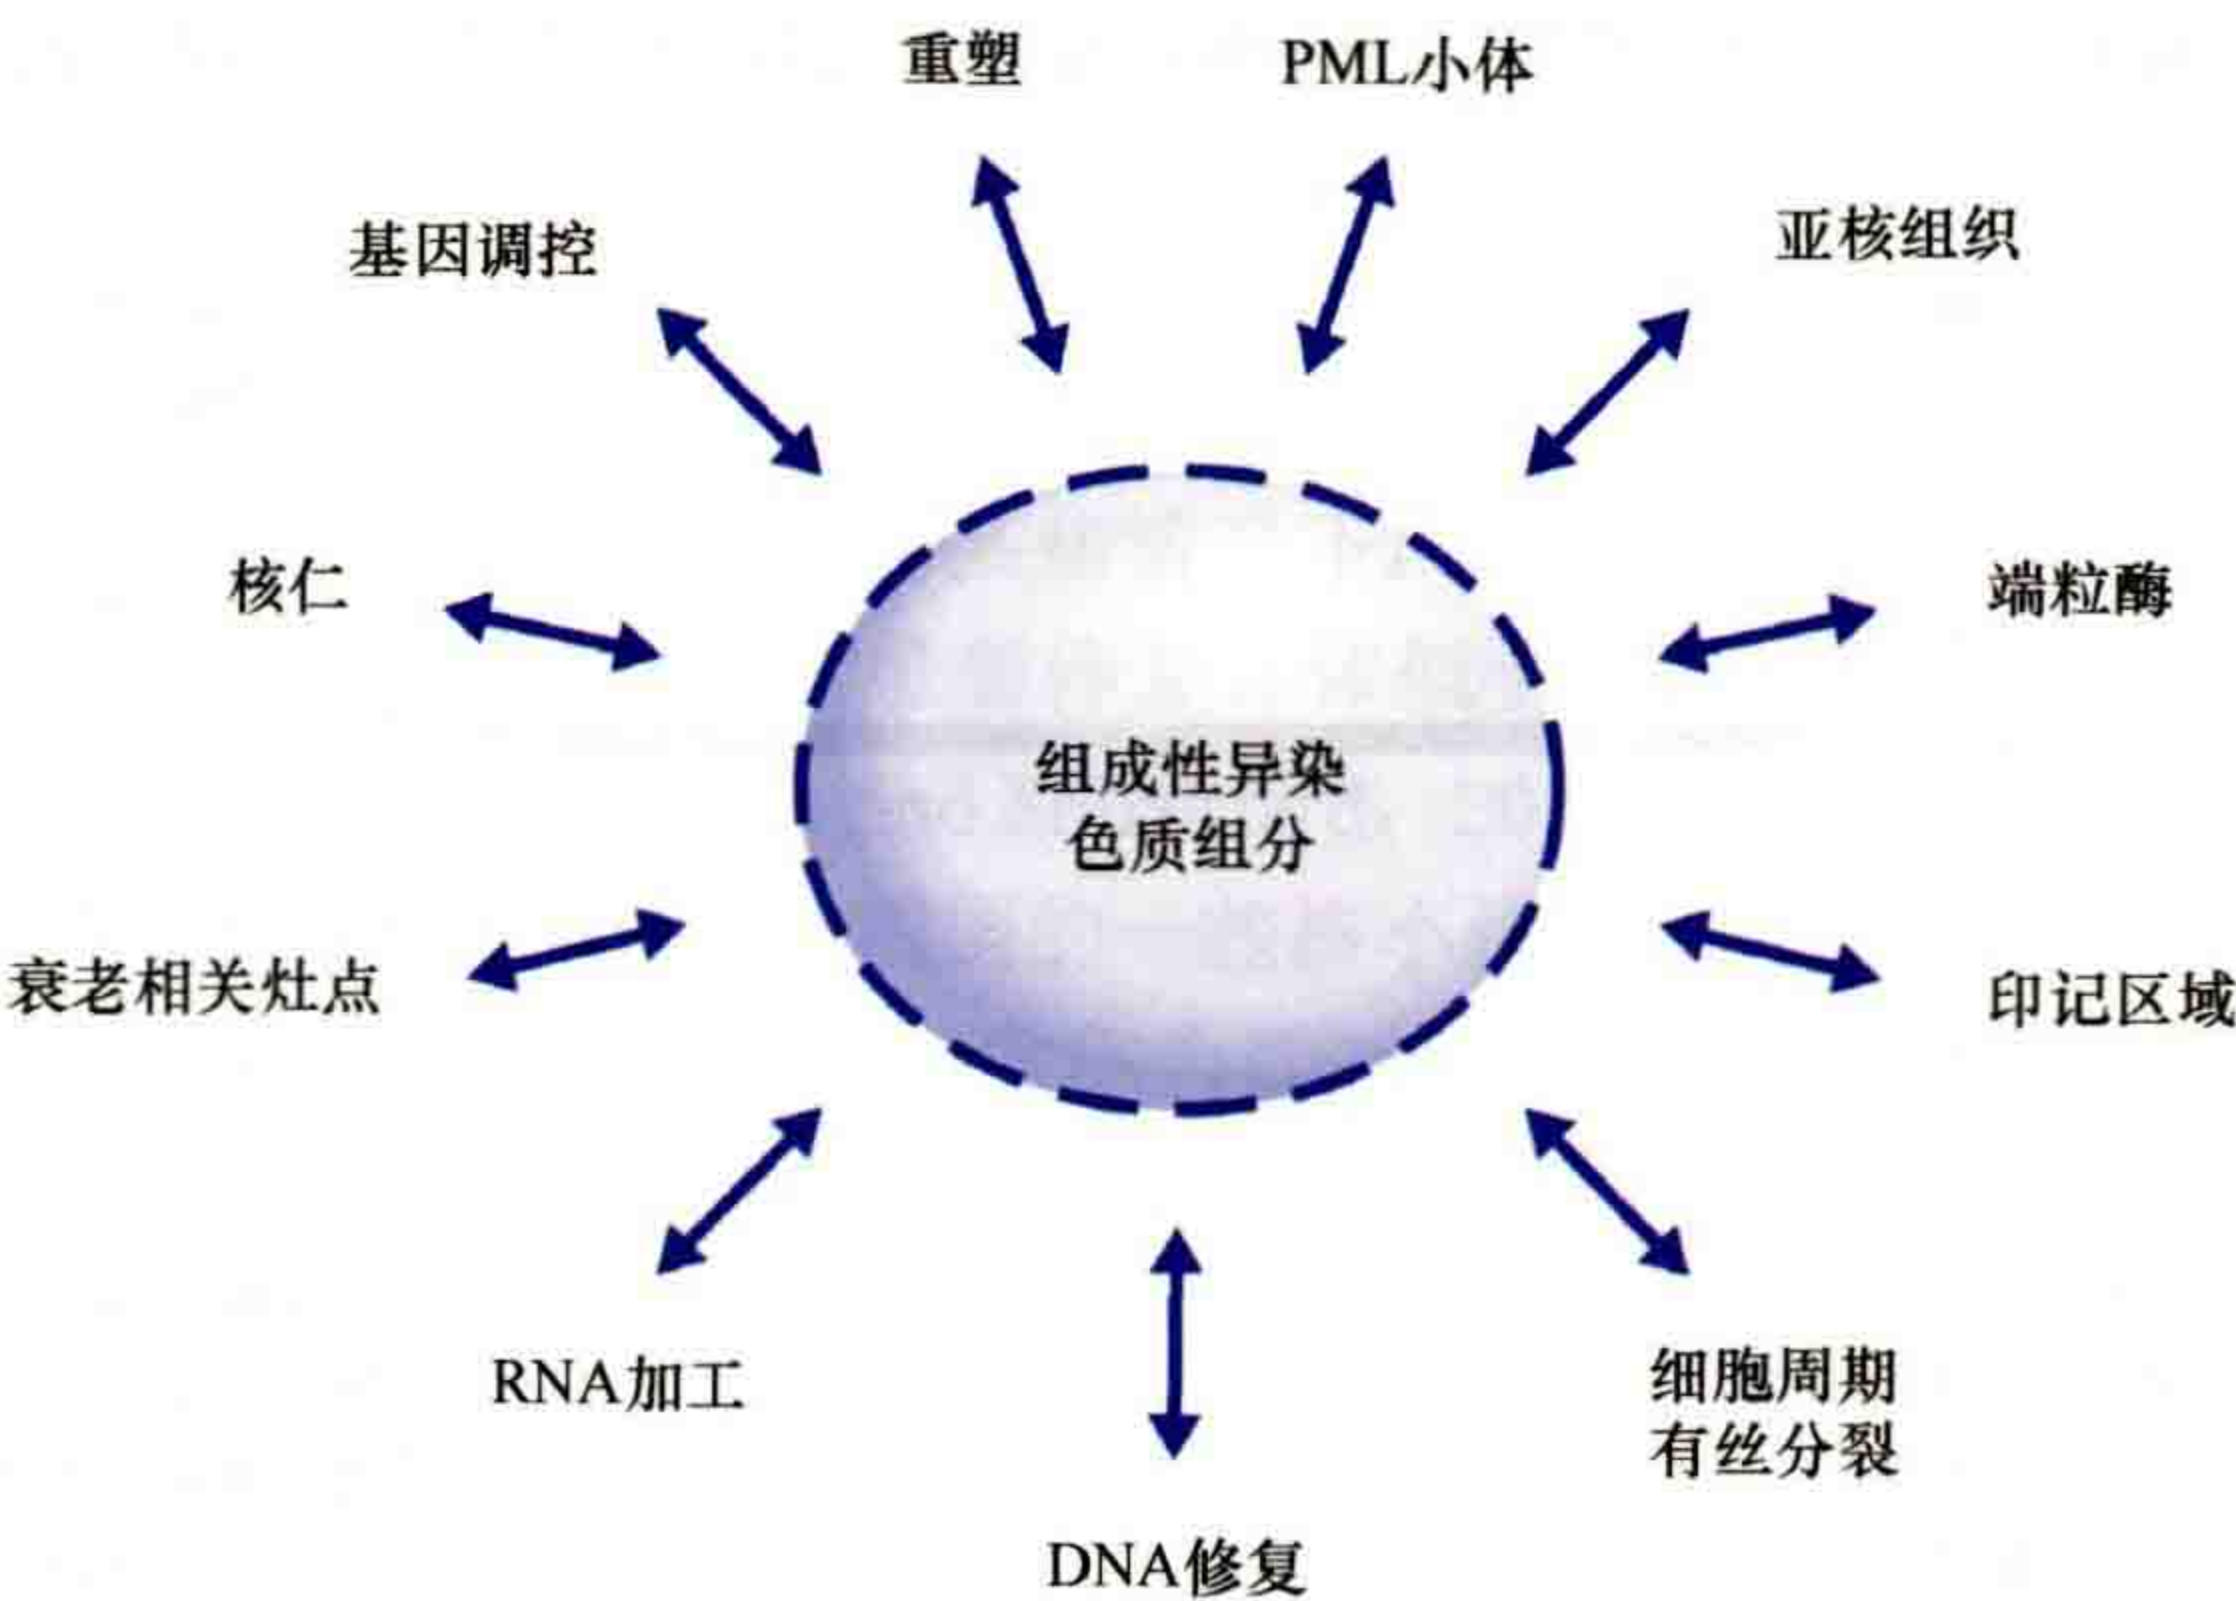 重塑
PML小体
基因调控
亚核组织
核仁
端粒酶
组成性异染
色质组分
衰老相关灶点
印记区域
RNA加工
细胞周期
有丝分裂
DNA修复